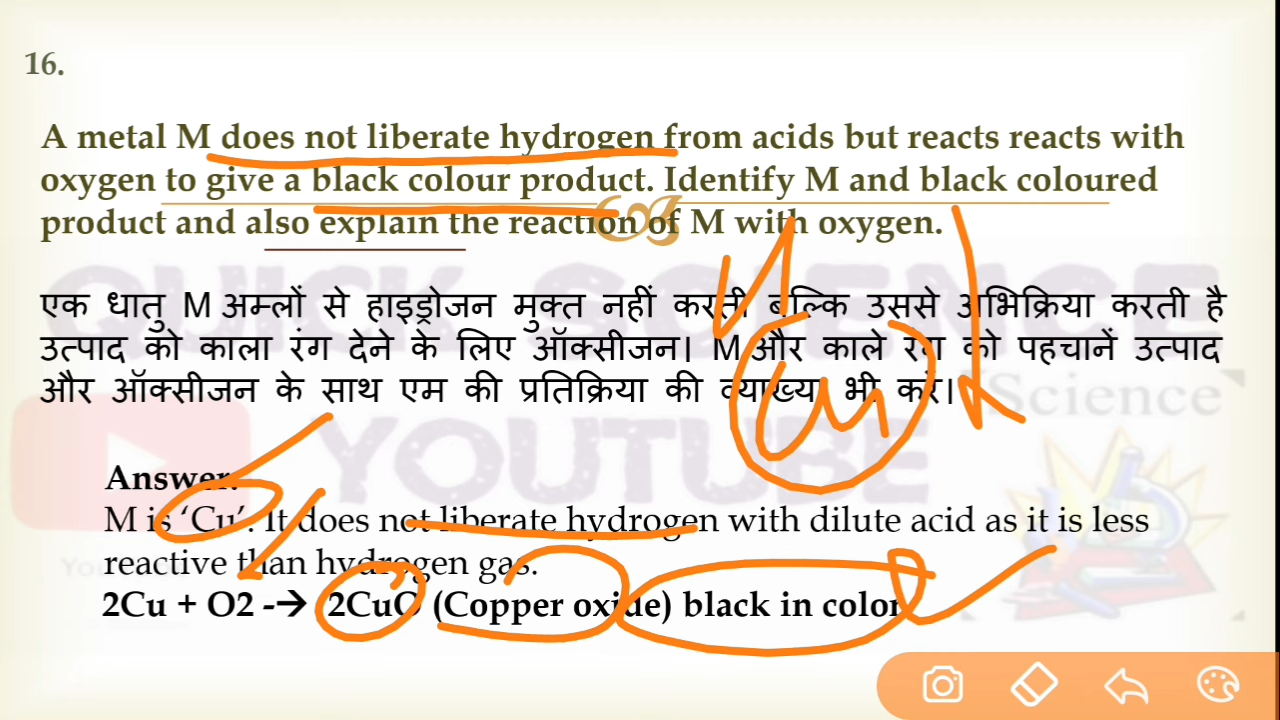 16.
A metal M does not liberate hydrogen from acids but reacts reacts with
oxygen to give a black colour product. Identify M and black coloured
product and also explain the reaction of M with oxygen.
एक धातु M अम्लों से हाइड्रोजन मुक्त नहीं करती बल्कि उससे अभिक्रिया करती है
उत्पाद को काला रंग देने के लिए ऑक्सीजन। M और काले रंग को पहचानें उत्पाद
और ऑक्सीजन के साथ एम की प्रतिक्रिया की व्याख्या भी करें।
Cu
QUICK SCIENCE
Science
YOUTUBE
Answer:
M is ‘Cu’. It does not liberate hydrogen with dilute acid as it is less
reactive than hydrogen gas.
2Cu + O2 -→ 2CuO (Copper oxide) black in color